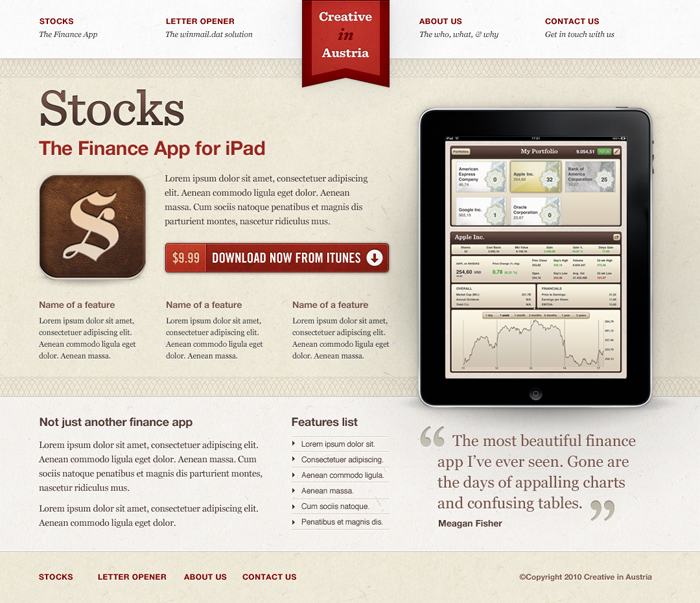 STOCKS
The Finance App
LETTER OPENER
The winmail.dat solution
Creative
in
Austria
ABOUT US
The who, what, & why
CONTACT US
Get in touch with us
Stocks
The Finance App for iPad
S
Lorem ipsum dolor sit amet, consectetuer adipiscing
elit. Aenean commodo ligula eget dolor. Aenean
massa. Cum sociis natoque penatibus et magnis dis
parturient montes, nascetur ridiculus mus.
$9.99 DOWNLOAD NOW FROM ITUNES
Name of a feature
Lorem ipsum dolor sit amet,
consectetuer adipiscing elit.
Aenean commodo ligula eget
dolor. Aenean massa.
Name of a feature
Lorem ipsum dolor sit amet,
consectetuer adipiscing elit.
Aenean commodo ligula eget
dolor. Aenean massa.
Name of a feature
Lorem ipsum dolor sit amet,
consectetuer adipiscing elit.
Aenean commodo ligula eget
dolor. Aenean massa.
iPad
17:01
Portfolios
My Portfolio
9.054,51
American
Express
Company
0
Apple Inc.
32
Bank of
America
Corporation
25
Google Inc.
1
Oracle
Corporation
0
Apple Inc.
254,60 USD
OVERALL
FINANCIALS
Not just another finance app
Lorem ipsum dolor sit amet, consectetuer adipiscing elit.
Aenean commodo ligula eget dolor. Aenean massa. Cum
sociis natoque penatibus et magnis dis parturient montes,
nascetur ridiculus mus.
Lorem ipsum dolor sit amet, consectetuer adipiscing elit.
Aenean commodo ligula eget dolor.
Features list
Lorem ipsum dolor sit.
Consectetuer adipiscing.
Aenean commodo ligula.
Aenean massa.
Cum sociis natoque.
Penatibus et magnis dis.
“ The most beautiful finance
app I've ever seen. Gone are
the days of appalling charts
and confusing tables. ”
Meagan Fisher
STOCKS
LETTER OPENER
ABOUT US
CONTACT US
©Copyright 2010 Creative in Austria